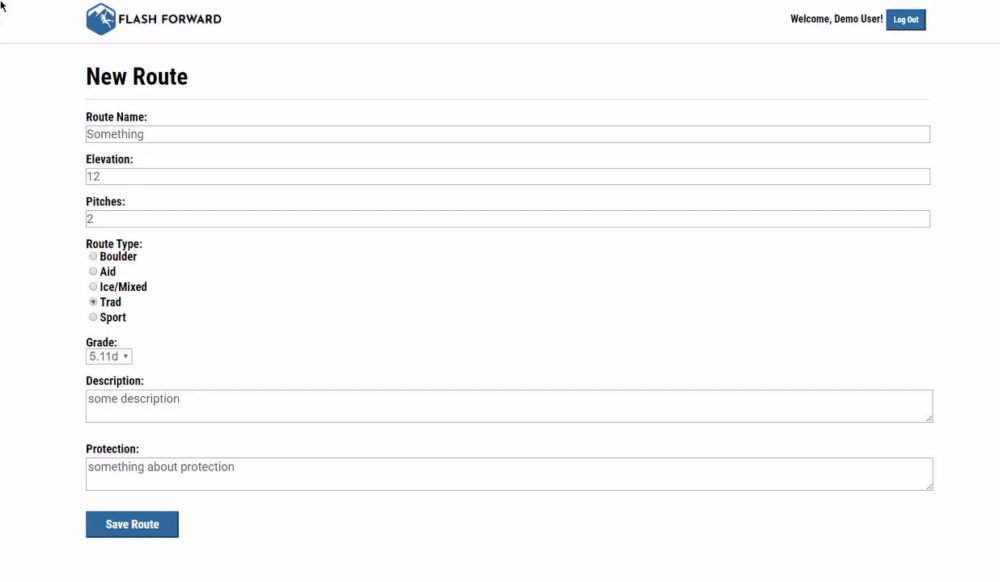 FLASH FORWARD
Welcome, Demo User! Log Out
New Route
Route Name:
Something
Elevation:
12
Pitches:
2
Route Type:
Boulder
Aid
Ice/Mixed
Trad
Sport
Grade:
5.11d
Description:
some description
Protection:
something about protection
Save Route